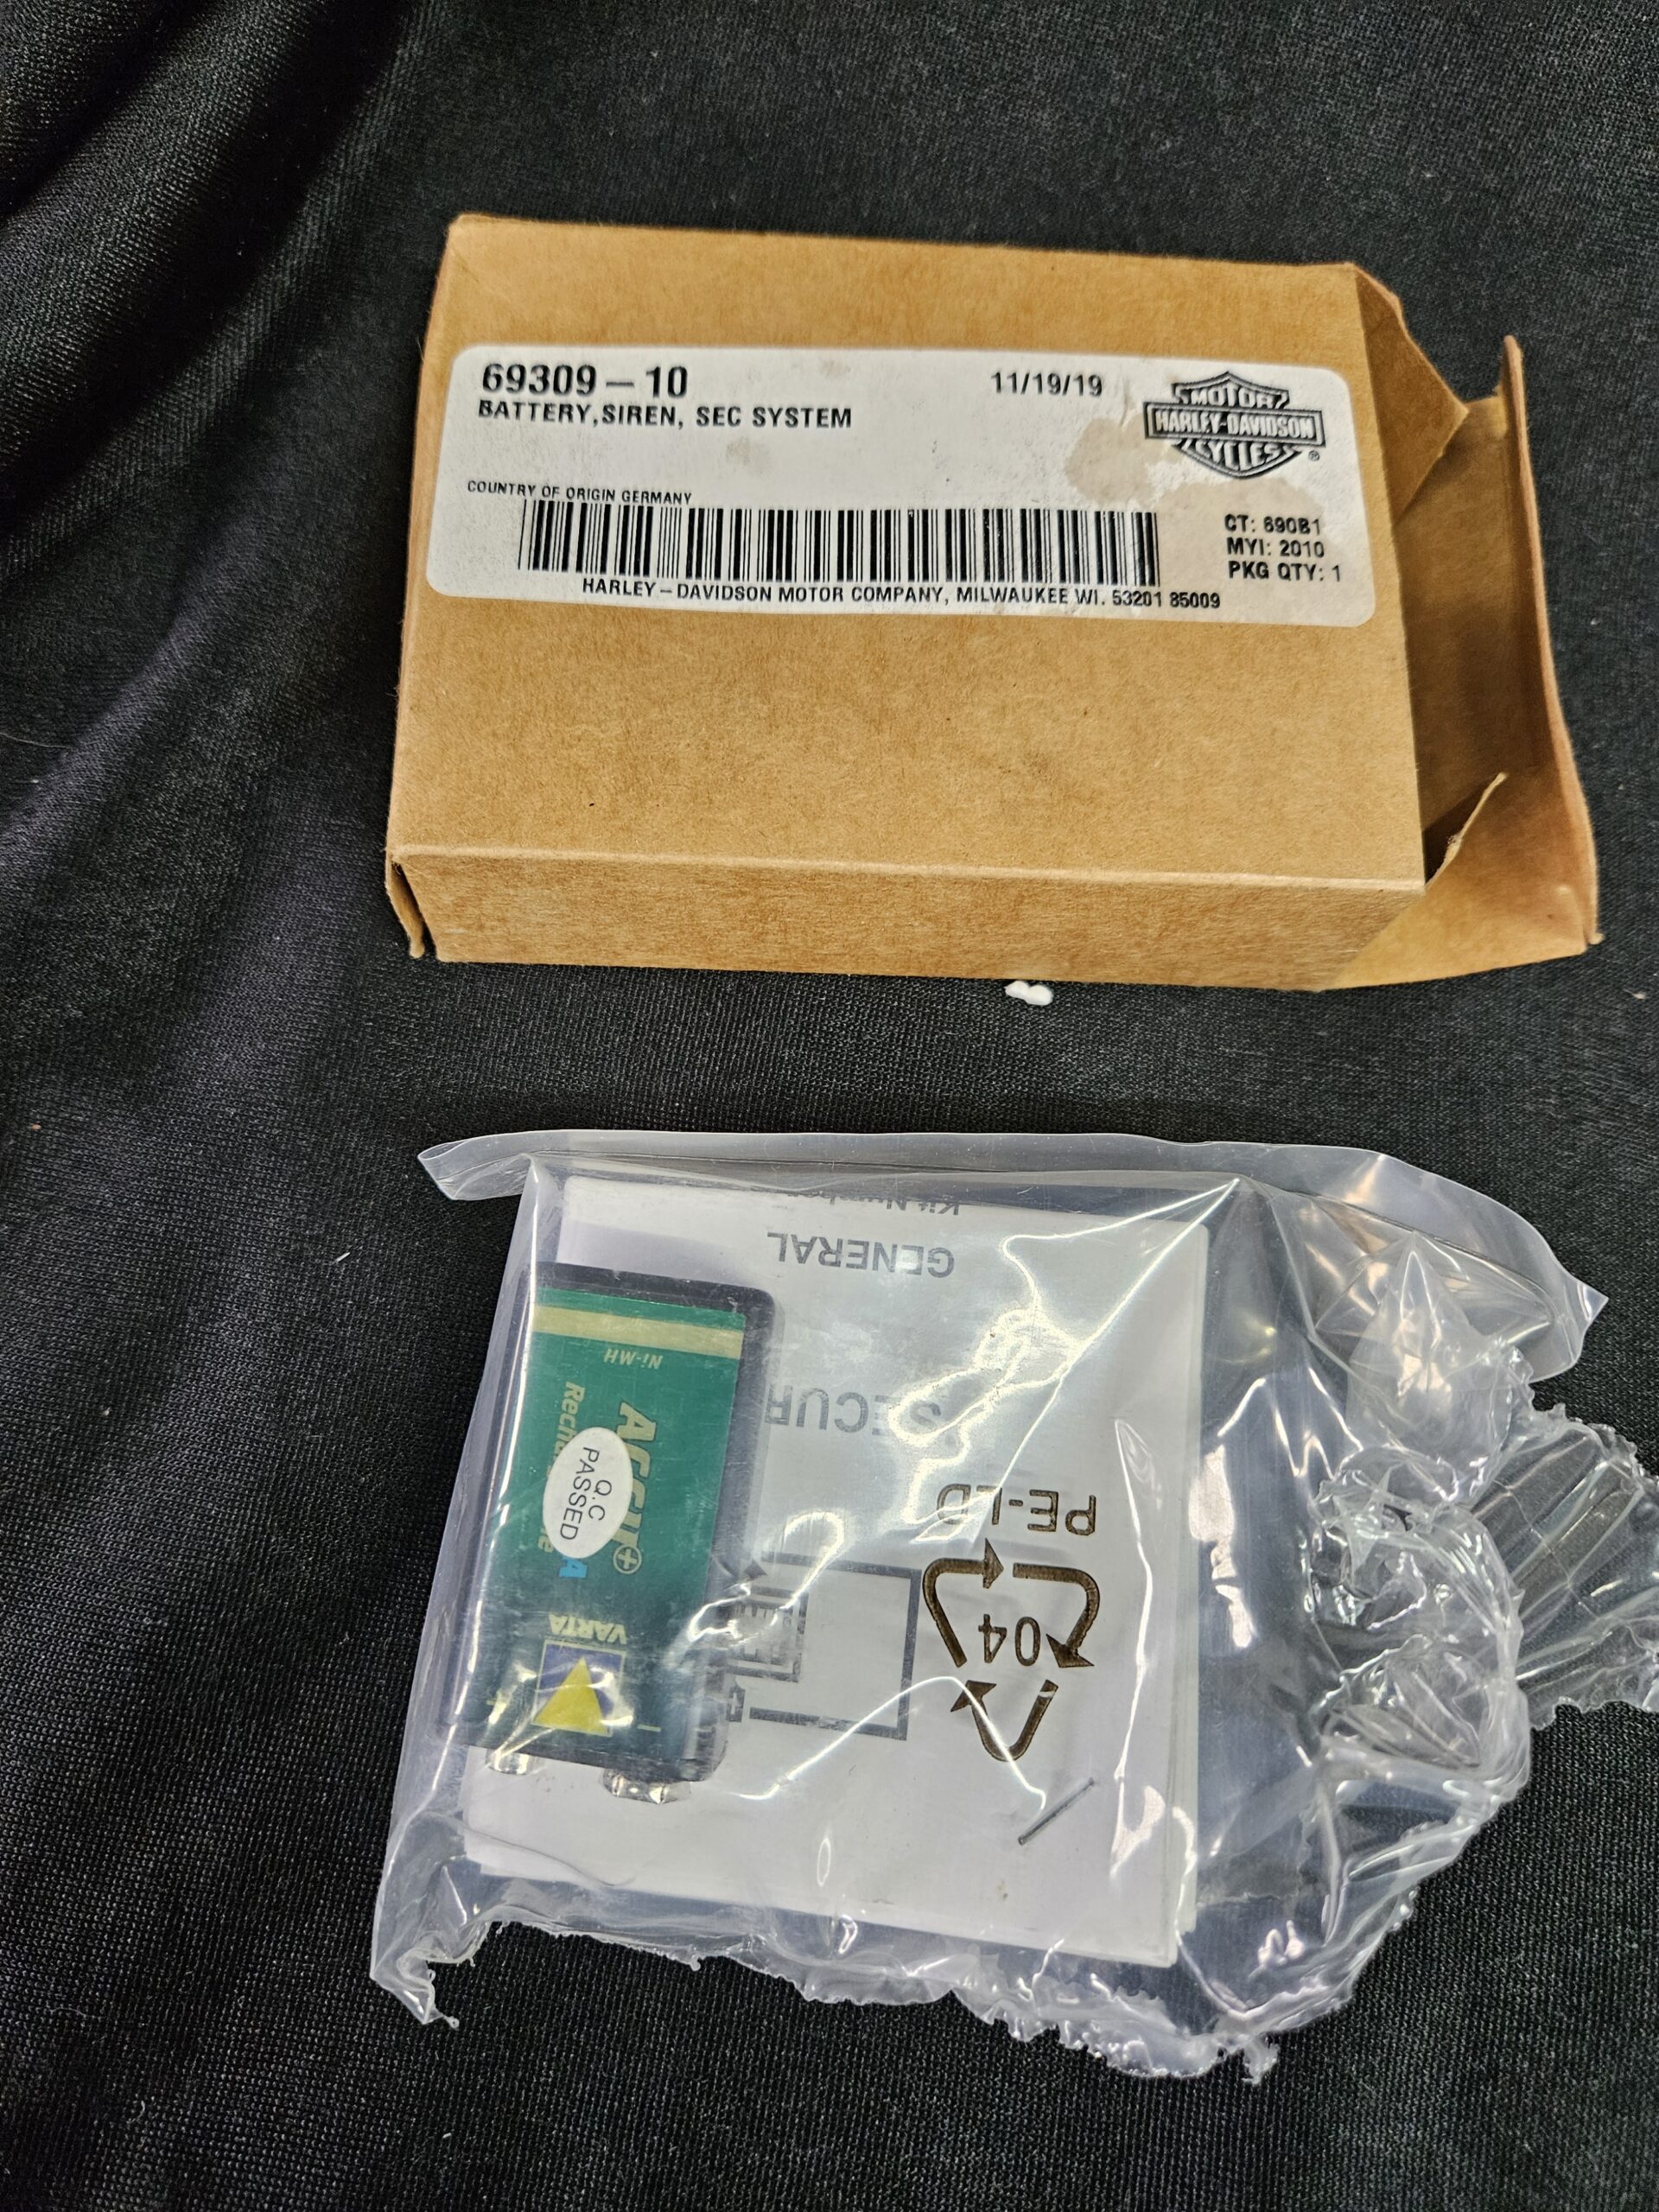 69309-10
11/19/19
BATTERY,SIREN, SEC SYSTEM
MOTOR
HARLEY-DAVIDSON
CYCLES
®
COUNTRY OF ORIGIN GERMANY
CT: 690B1
MYI: 2010
PKG QTY: 1
HARLEY-DAVIDSON MOTOR COMPANY, MILWAUKEE WI. 53201 85009
GENERAL
Ni-MH
Q.C
PASSED
VARTA
+
-
PE-LD
04